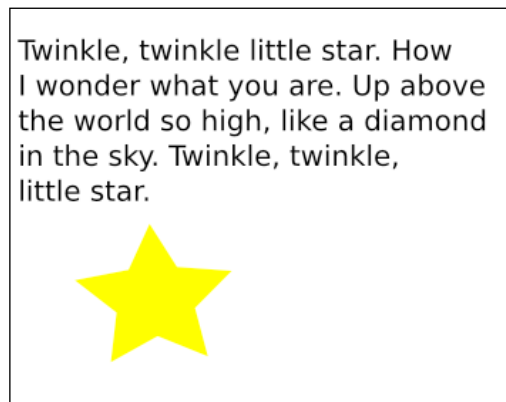 Twinkle, twinkle little star. How
I wonder what you are. Up above
the world so high, like a diamond
in the sky. Twinkle, twinkle,
little star.